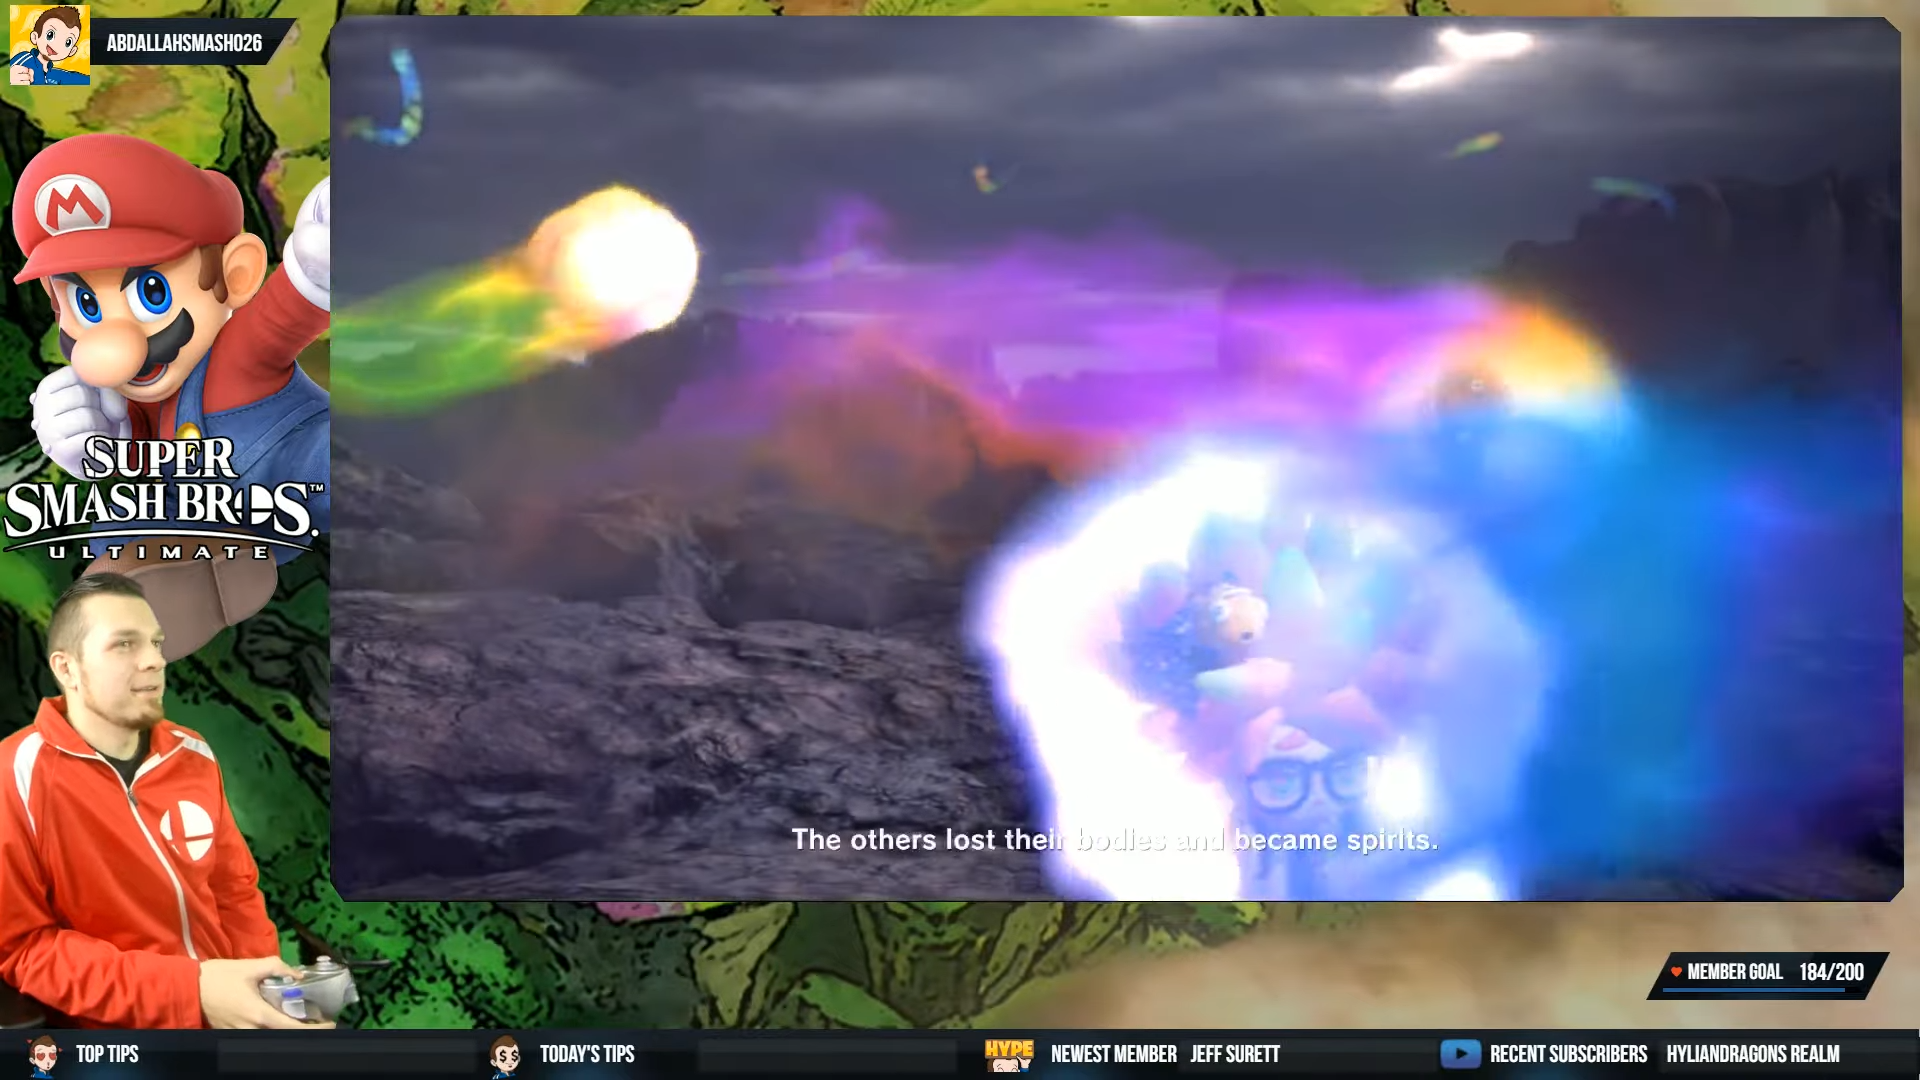 ABDALLAHSMASH026
M
SUPER
SMASH BROS.™
ULTIMATE
The others lost their bodies and became spirits.
MEMBER GOAL 184/200
TOP TIPS
TODAY'S TIPS
HYPE
NEWEST MEMBER JEFF SURETT
RECENT SUBSCRIBERS HYLIANDRAGONS REALM